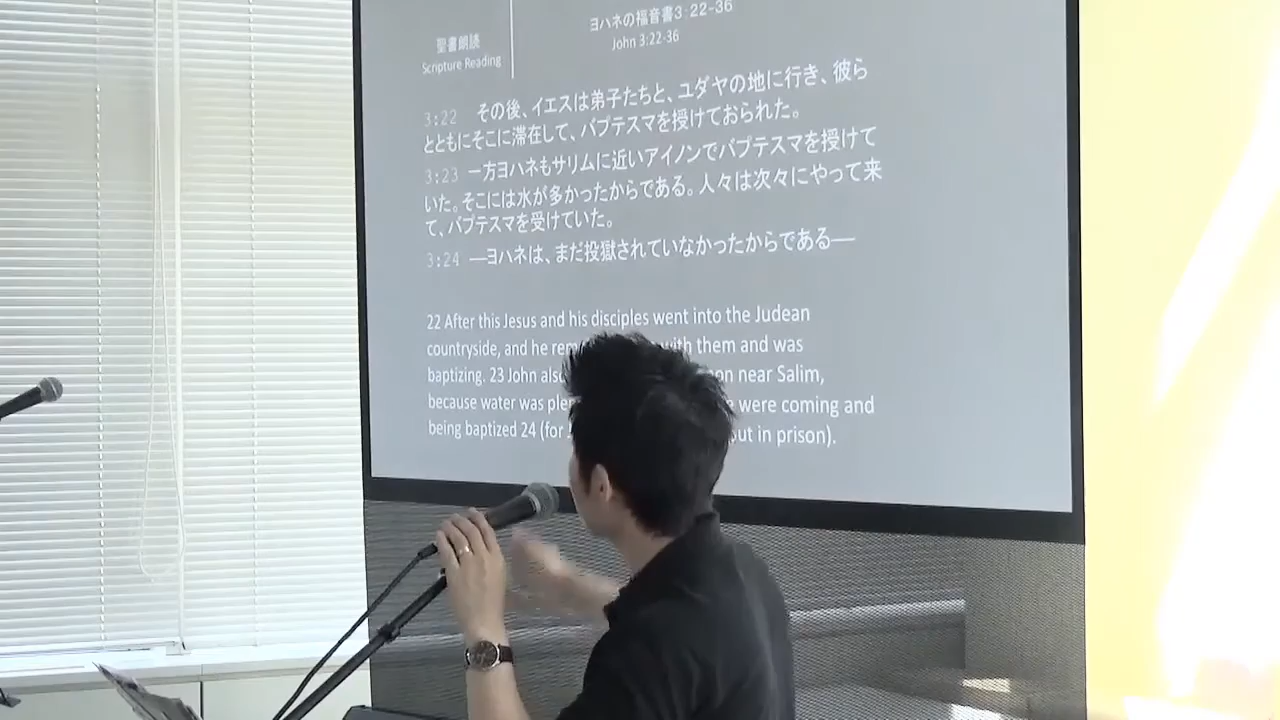 聖書朗読
Scripture Reading
ヨハネの福音書3:22-36
John 3:22-36
3:22 その後、イエスは弟子たちと、ユダヤの地に行き、彼ら
とともにそこに滞在して、バプテスマを授けておられた。
3:23 一方ヨハネもサリムに近いアイノンでバプテスマを授けて
いた。そこには水が多かったからである。人々は次々にやって来
て、バプテスマを受けていた。
3:24 ―ヨハネは、まだ投獄されていなかったからである―
22 After this Jesus and his disciples went into the Judean
countryside, and he with them and was
baptizing. 23 John near Salim,
because water was were coming and
being baptized 24 (for in prison).